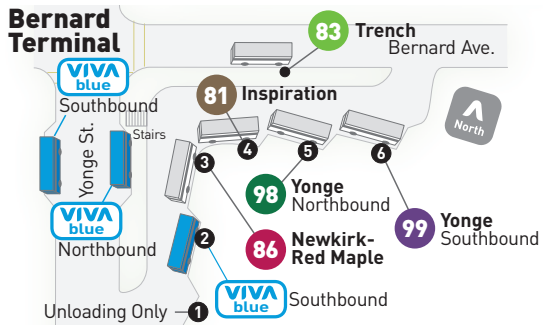 Bernard
Terminal
83 Trench
Bernard Ave.
VIVA
blue
Southbound
81 Inspiration
North
Yonge St.
Stairs
3
4
5
6
VIVA
blue
Northbound
98 Yonge
Northbound
99 Yonge
Southbound
86 Newkirk-
Red Maple
2
VIVA
blue
Southbound
Unloading Only
1